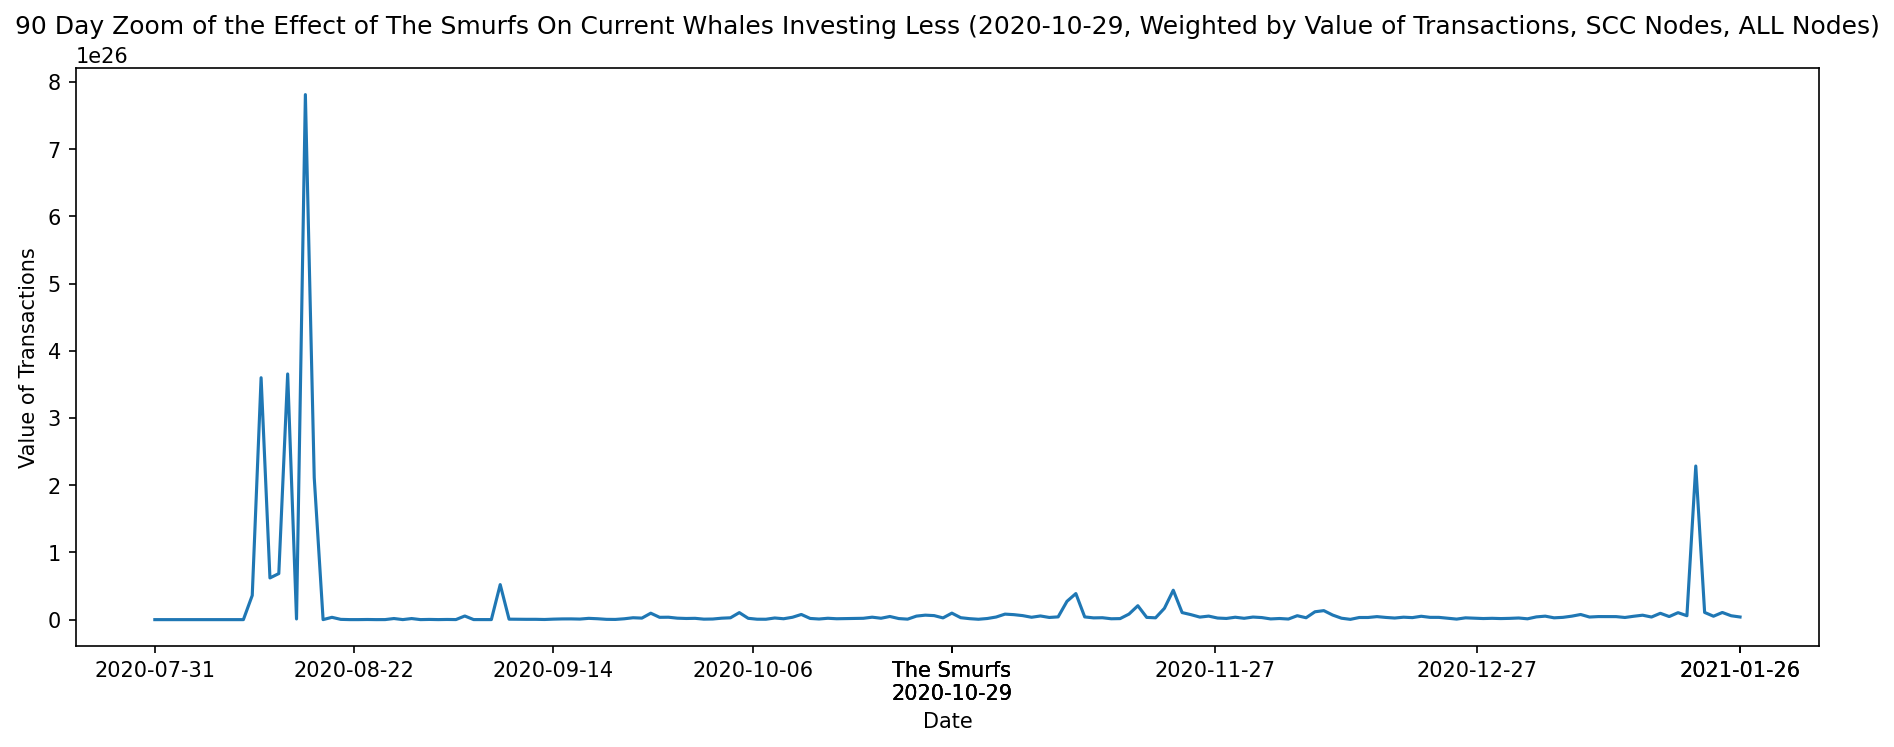 90 Day Zoom of the Effect of The Smurfs On Current Whales Investing Less (2020-10-29, Weighted by Value of Transactions, SCC Nodes, ALL Nodes)
1e26
8
7
6
5
4
3
2
1
0
Value of Transactions
2020-07-31 2020-08-22 2020-09-14 2020-10-06 The Smurfs 2020-11-27 2020-12-27 2021-01-26
2020-10-29
Date